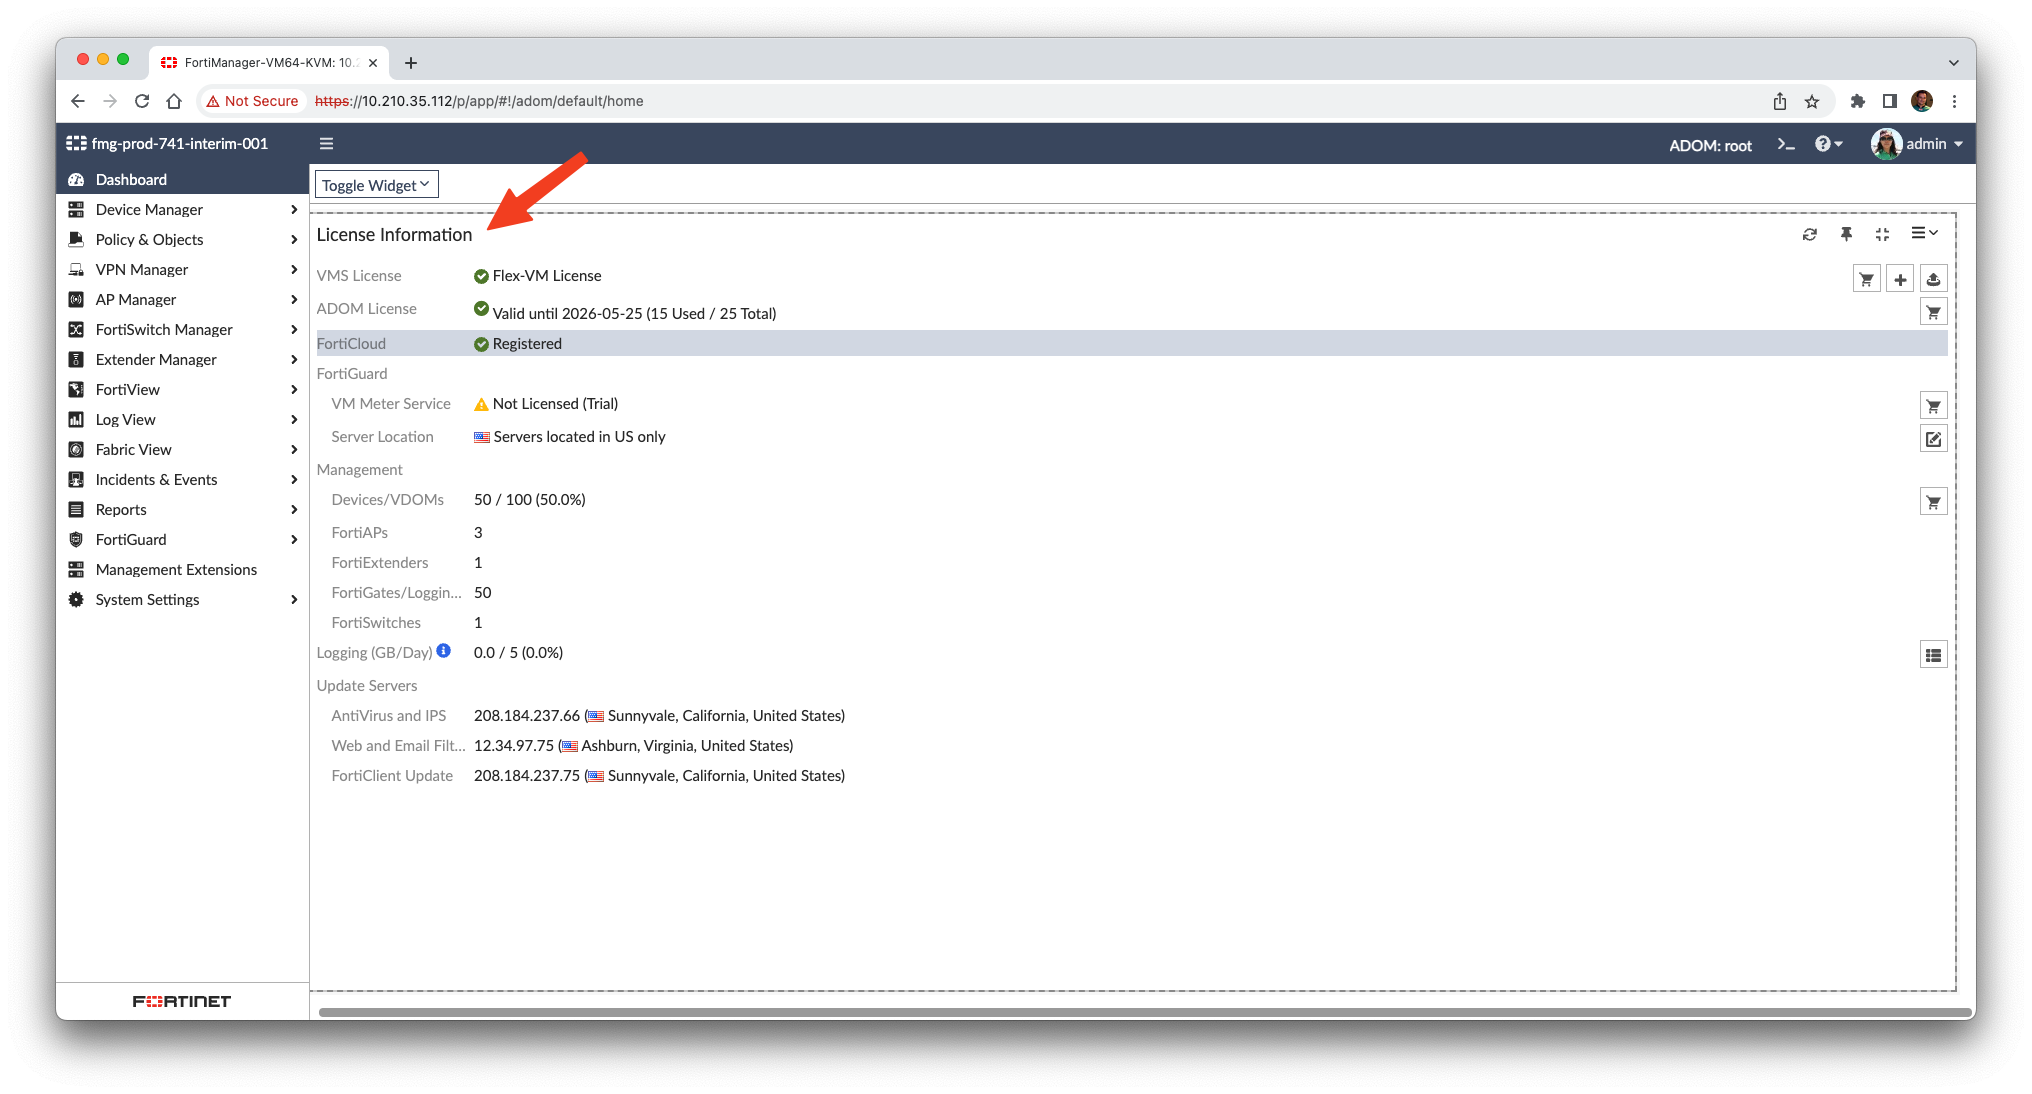 FortiManager-VM64-KVM: 10.2
Not Secure https://10.210.35.112/p/app/#!/adom/default/home
fmg-prod-741-interim-001
ADOM: root
admin
Dashboard
Device Manager
Policy & Objects
VPN Manager
AP Manager
FortiSwitch Manager
Extender Manager
FortiView
Log View
Fabric View
Incidents & Events
Reports
FortiGuard
Management Extensions
System Settings
FORTINET
Toggle Widget
License Information
VMS License Flex-VM License
ADOM License Valid until 2026-05-25 (15 Used / 25 Total)
FortiCloud Registered
FortiGuard
VM Meter Service Not Licensed (Trial)
Server Location Servers located in US only
Management
Devices/VDOMs 50 / 100 (50.0%)
FortiAPs 3
FortiExtenders 1
FortiGates/Loggin... 50
FortiSwitches 1
Logging (GB/Day) 0.0 / 5 (0.0%)
Update Servers
AntiVirus and IPS 208.184.237.66 (Sunnyvale, California, United States)
Web and Email Filt... 12.34.97.75 (Ashburn, Virginia, United States)
FortiClient Update 208.184.237.75 (Sunnyvale, California, United States)